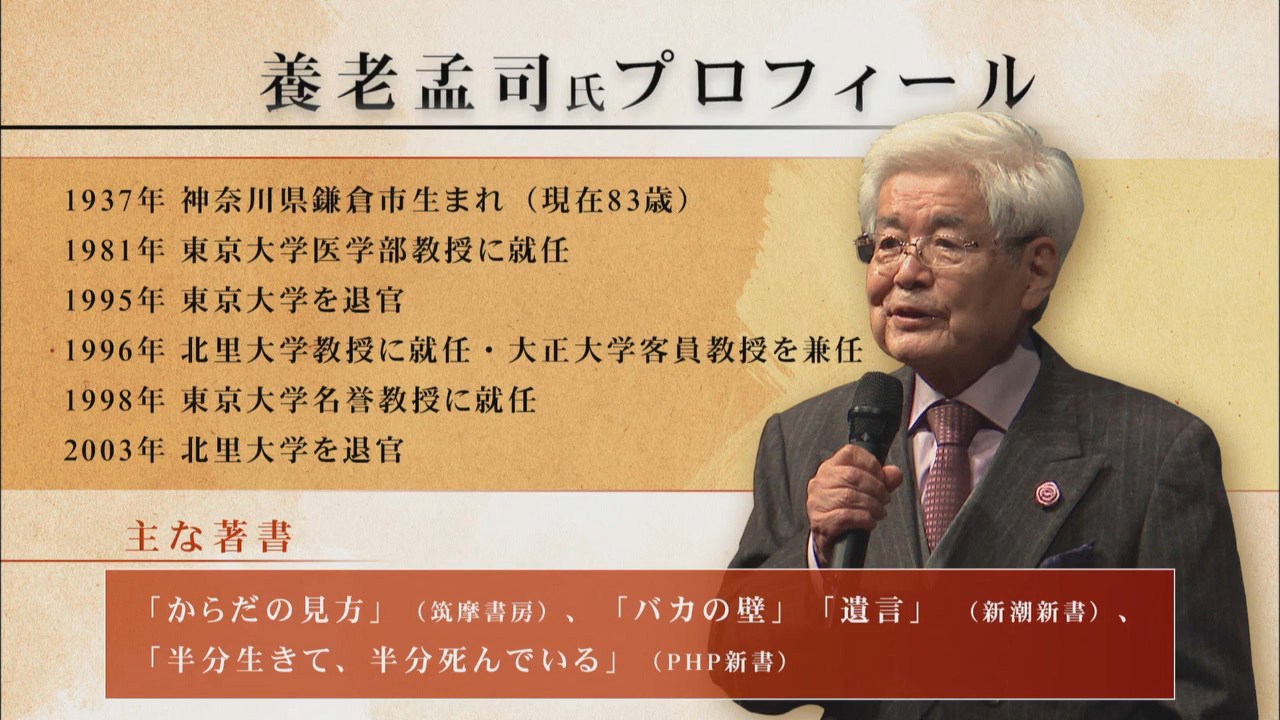 養老孟司氏プロフィール
1937年 神奈川県鎌倉市生まれ（現在83歳）
1981年 東京大学医学部教授に就任
1995年 東京大学を退官
1996年 北里大学教授に就任・大正大学客員教授を兼任
1998年 東京大学名誉教授に就任
2003年 北里大学を退官
主な著書
「からだの見方」（筑摩書房）、「バカの壁」「遺言」（新潮新書）、
「半分生きて、半分死んでいる」（PHP新書）